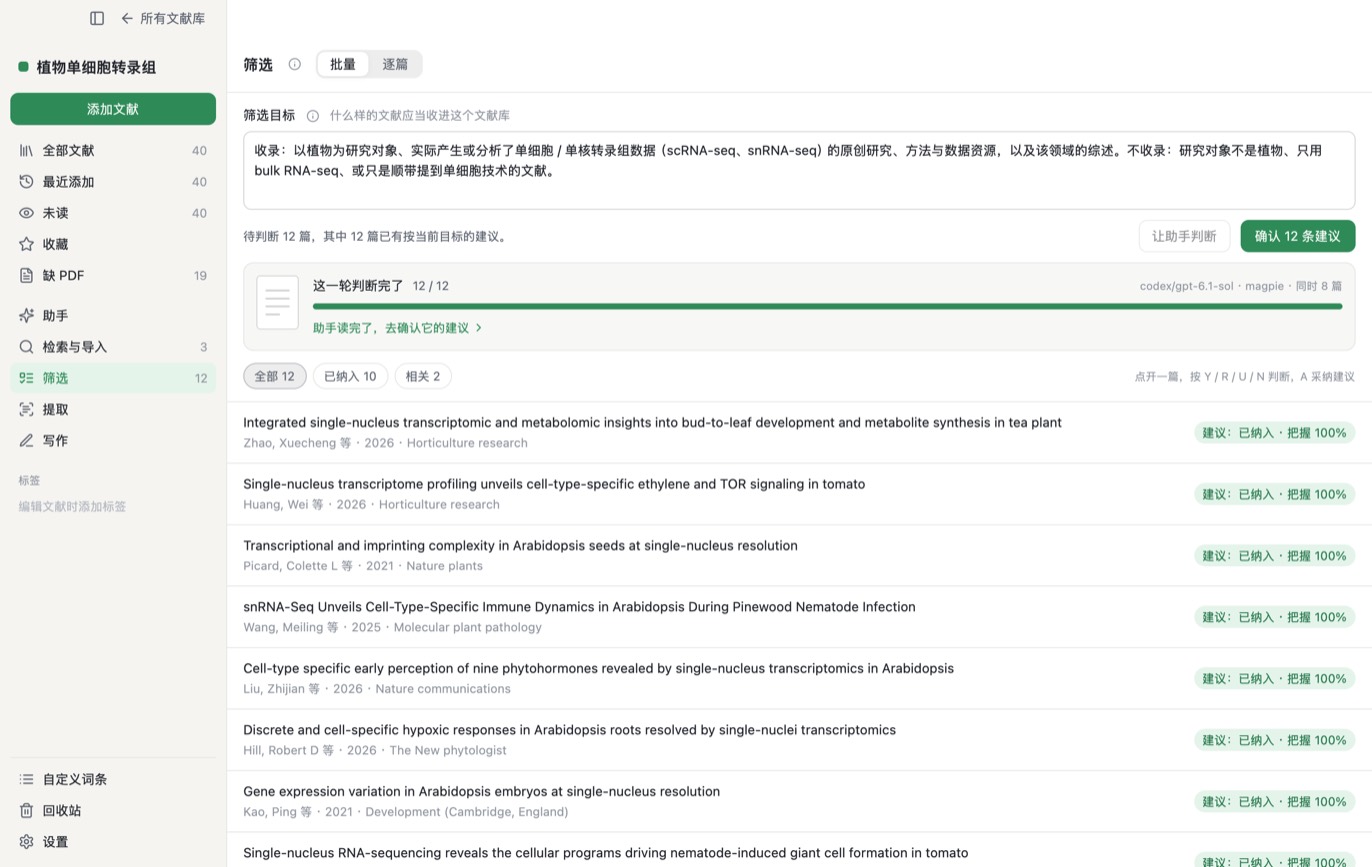 所有文献库
植物单细胞转录组
添加文献
全部文献 40
最近添加 40
未读 40
收藏
缺 PDF 19
助手
检索与导入 3
筛选 12
提取
写作
标签
编辑文献时添加标签
自定义词条
回收站
设置
筛选 批量 逐篇
筛选目标 什么样的文献应当收进这个文献库
收录：以植物为研究对象、实际产生或分析了单细胞 / 单核转录组数据（scRNA-seq、snRNA-seq）的原创研究、方法与数据资源，以及该领域的综述。不收录：研究对象不是植物、只用
bulk RNA-seq、或只是顺带提到单细胞技术的文献。
待判断 12 篇，其中 12 篇已有按当前目标的建议。 让助手判断 确认 12 条建议
这一轮判断完了 12 / 12 codex/gpt-6.1-sol · magpie · 同时 8 篇
助手读完了，去确认它的建议
全部 12 已纳入 10 相关 2 点开一篇，按 Y / R / U / N 判断，A 采纳建议
Integrated single-nucleus transcriptomic and metabolomic insights into bud-to-leaf development and metabolite synthesis in tea plant
Zhao, Xuecheng 等 · 2026 · Horticulture research
建议：已纳入 · 把握 100%
Single-nucleus transcriptome profiling unveils cell-type-specific ethylene and TOR signaling in tomato
Huang, Wei 等 · 2026 · Horticulture research
建议：已纳入 · 把握 100%
Transcriptional and imprinting complexity in Arabidopsis seeds at single-nucleus resolution
Picard, Colette L 等 · 2021 · Nature plants
建议：已纳入 · 把握 100%
snRNA-Seq Unveils Cell-Type-Specific Immune Dynamics in Arabidopsis During Pinewood Nematode Infection
Wang, Meiling 等 · 2025 · Molecular plant pathology
建议：已纳入 · 把握 100%
Cell-type specific early perception of nine phytohormones revealed by single-nucleus transcriptomics in Arabidopsis
Liu, Zhijian 等 · 2026 · Nature communications
建议：已纳入 · 把握 100%
Discrete and cell-specific hypoxic responses in Arabidopsis roots resolved by single-nuclei transcriptomics
Hill, Robert D 等 · 2026 · The New phytologist
建议：已纳入 · 把握 100%
Gene expression variation in Arabidopsis embryos at single-nucleus resolution
Kao, Ping 等 · 2021 · Development (Cambridge, England)
建议：已纳入 · 把握 100%
Single-nucleus RNA-sequencing reveals the cellular programs driving nematode-induced giant cell formation in tomato
建议：已纳入 · 把握 100%